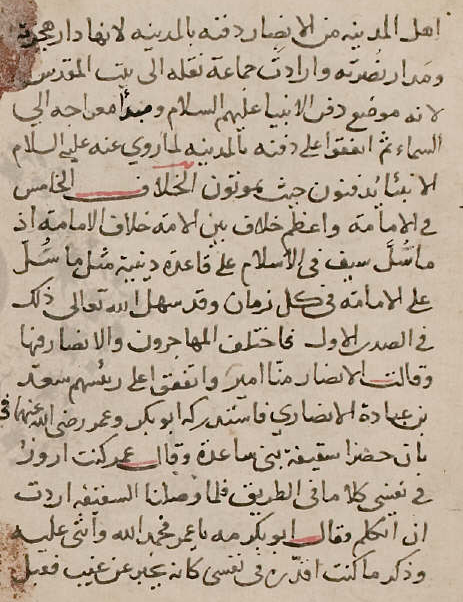 اهل المدينه من الانصار دفنه بالمدينه لانها دار هجرته
ومدار نصرته وارادت جماعة نقله الى بيت المقدس
لانه موضع دفن الانبيا عليهم السلام ومبدأ معراجه الى
السماء ثم اتفقوا على دفنه بالمدينه لما روي عنه عليه السلام
الانبيا يدفنون حيث يموتون الخلاف الخامس
في الامامة واعظم خلاف بين الامة خلاف الامامة اذ
ما سُلَّ سيف في الاسلام على قاعدة دينية مثل ما سُلّ
على الامامة في كل زمان وقد سهل الله تعالى ذلك
في الصدر الاول فاختلف المهاجرون والانصار فيها
وقالت الانصار منا امير واتفقوا على رئيسهم سعد
بن عبادة الانصاري فاستدركه ابو بكر وعمر رضي الله عنهما في
بان حضرا سقيفة بني ساعدة وقال عمر كنت ازور
في نفسي كلاما في الطريق فلما وصلنا السقيفه اردت
ان اتكلم فقال ابو بكر مه يا عمر فحمد الله واثنى عليه
وذكر ما كنت اقدره في نفسي كانه يخبر عن غيب فقبل